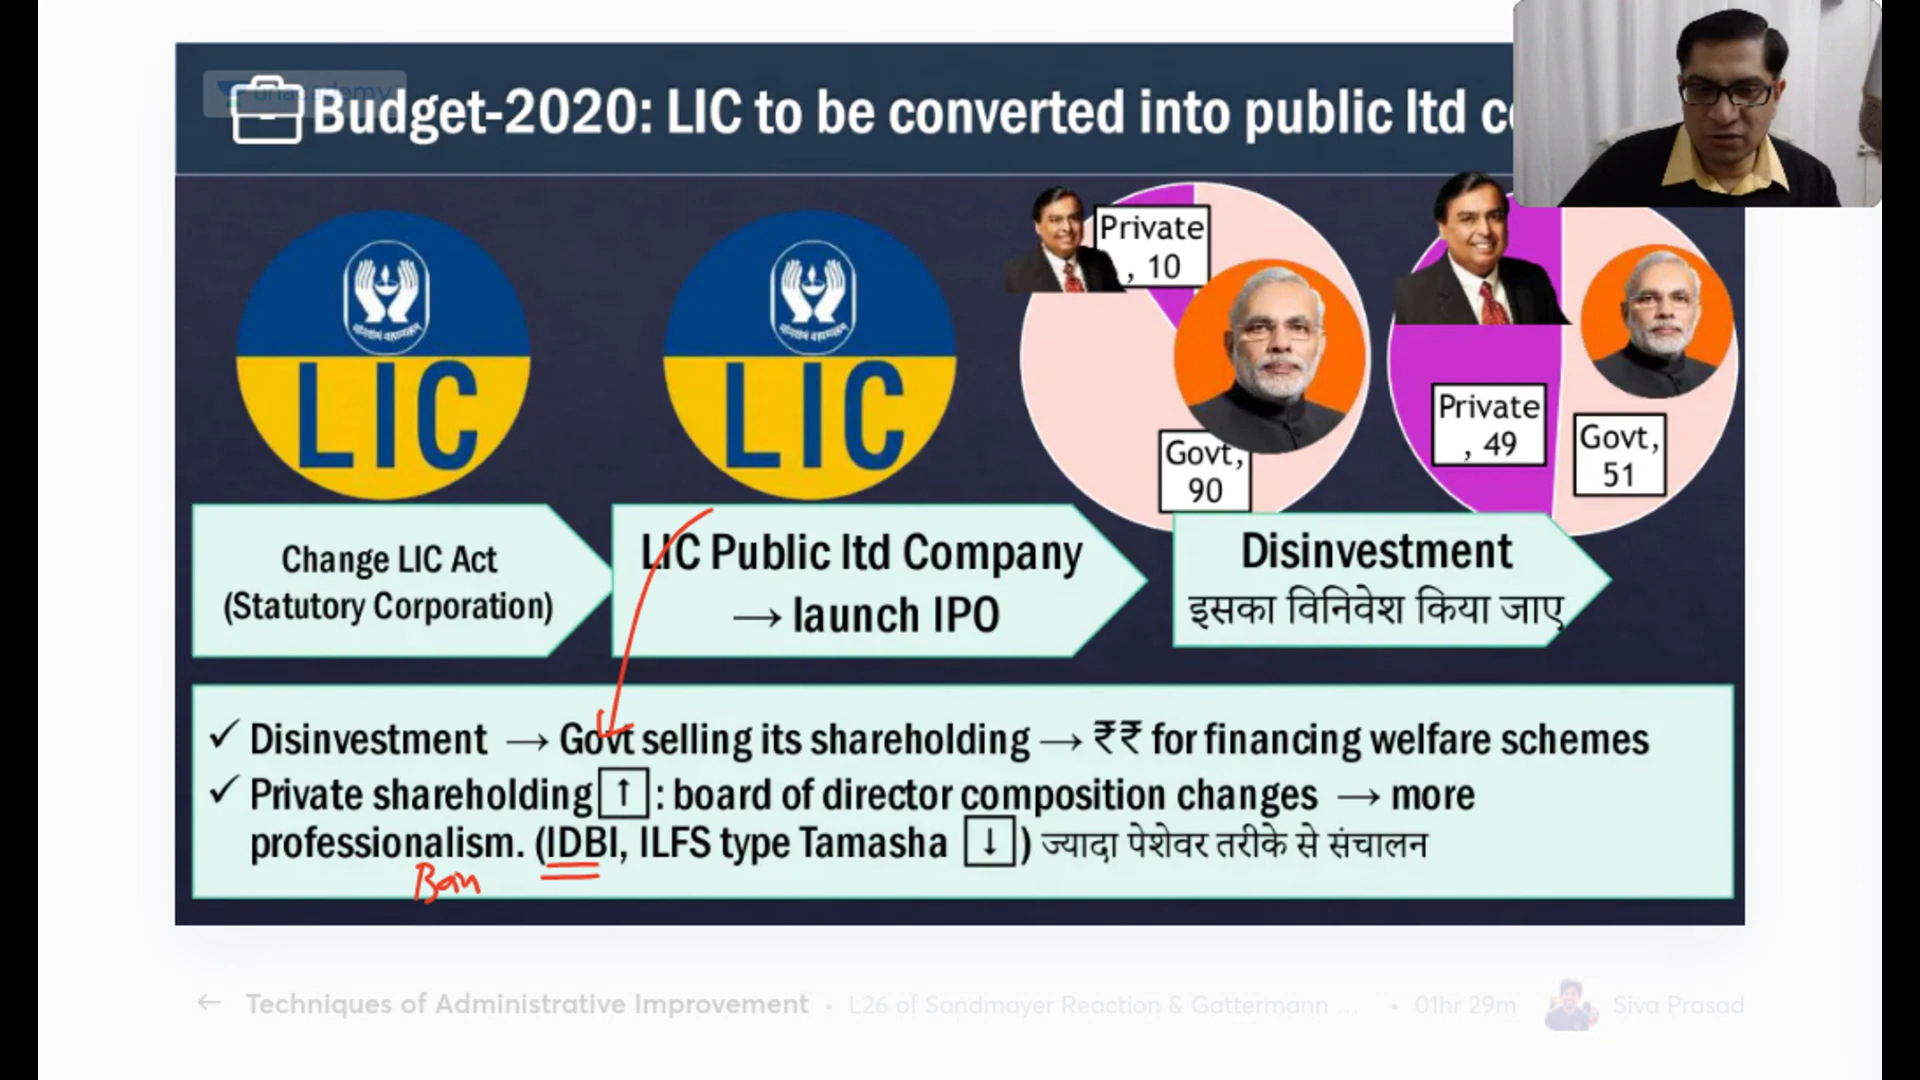 unacademy
Budget-2020: LIC to be converted into public ltd
LIC
LIC
Private
, 10
Govt,
90
Private
, 49
Govt,
51
Change LIC Act
(Statutory Corporation)
LIC Public ltd Company
→ launch IPO
Disinvestment
इसका विनिवेश किया जाए
✓ Disinvestment → Govt selling its shareholding → ₹₹ for financing welfare schemes
✓ Private shareholding ↑ : board of director composition changes → more
professionalism. (IDBI, ILFS type Tamasha ↓ ) ज्यादा पेशेवर तरीके से संचालन
Ban
← Techniques of Administrative Improvement • L26 of Sandmayer Reaction & Gattermann ... • 01hr 29m Siva Prasad